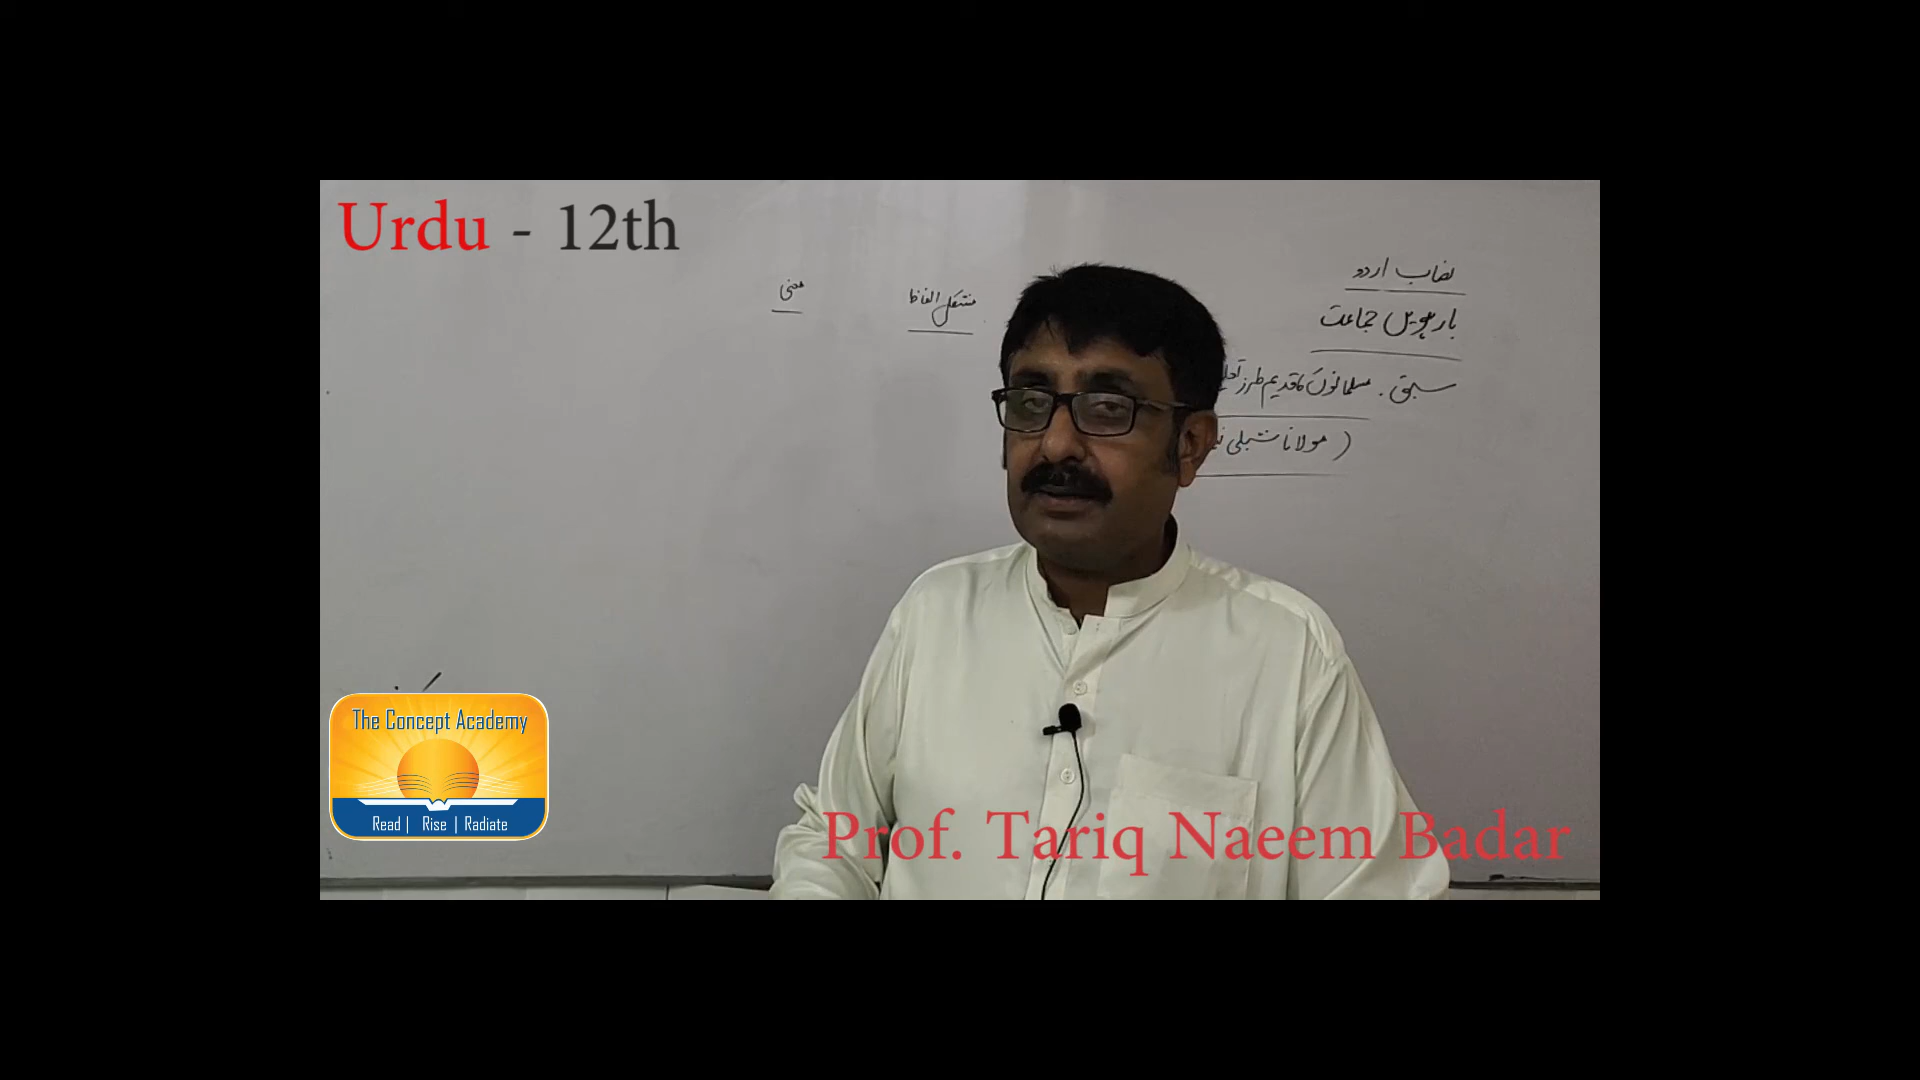 Urdu - 12th
نصاب اردو
بارہویں جماعت
سبق . مسلمانوں کا قدیم طرز
( مولانا شبلی
مشکل الفاظ
معنی
The Concept Academy
Read | Rise | Radiate
Prof. Tariq Naeem Badar